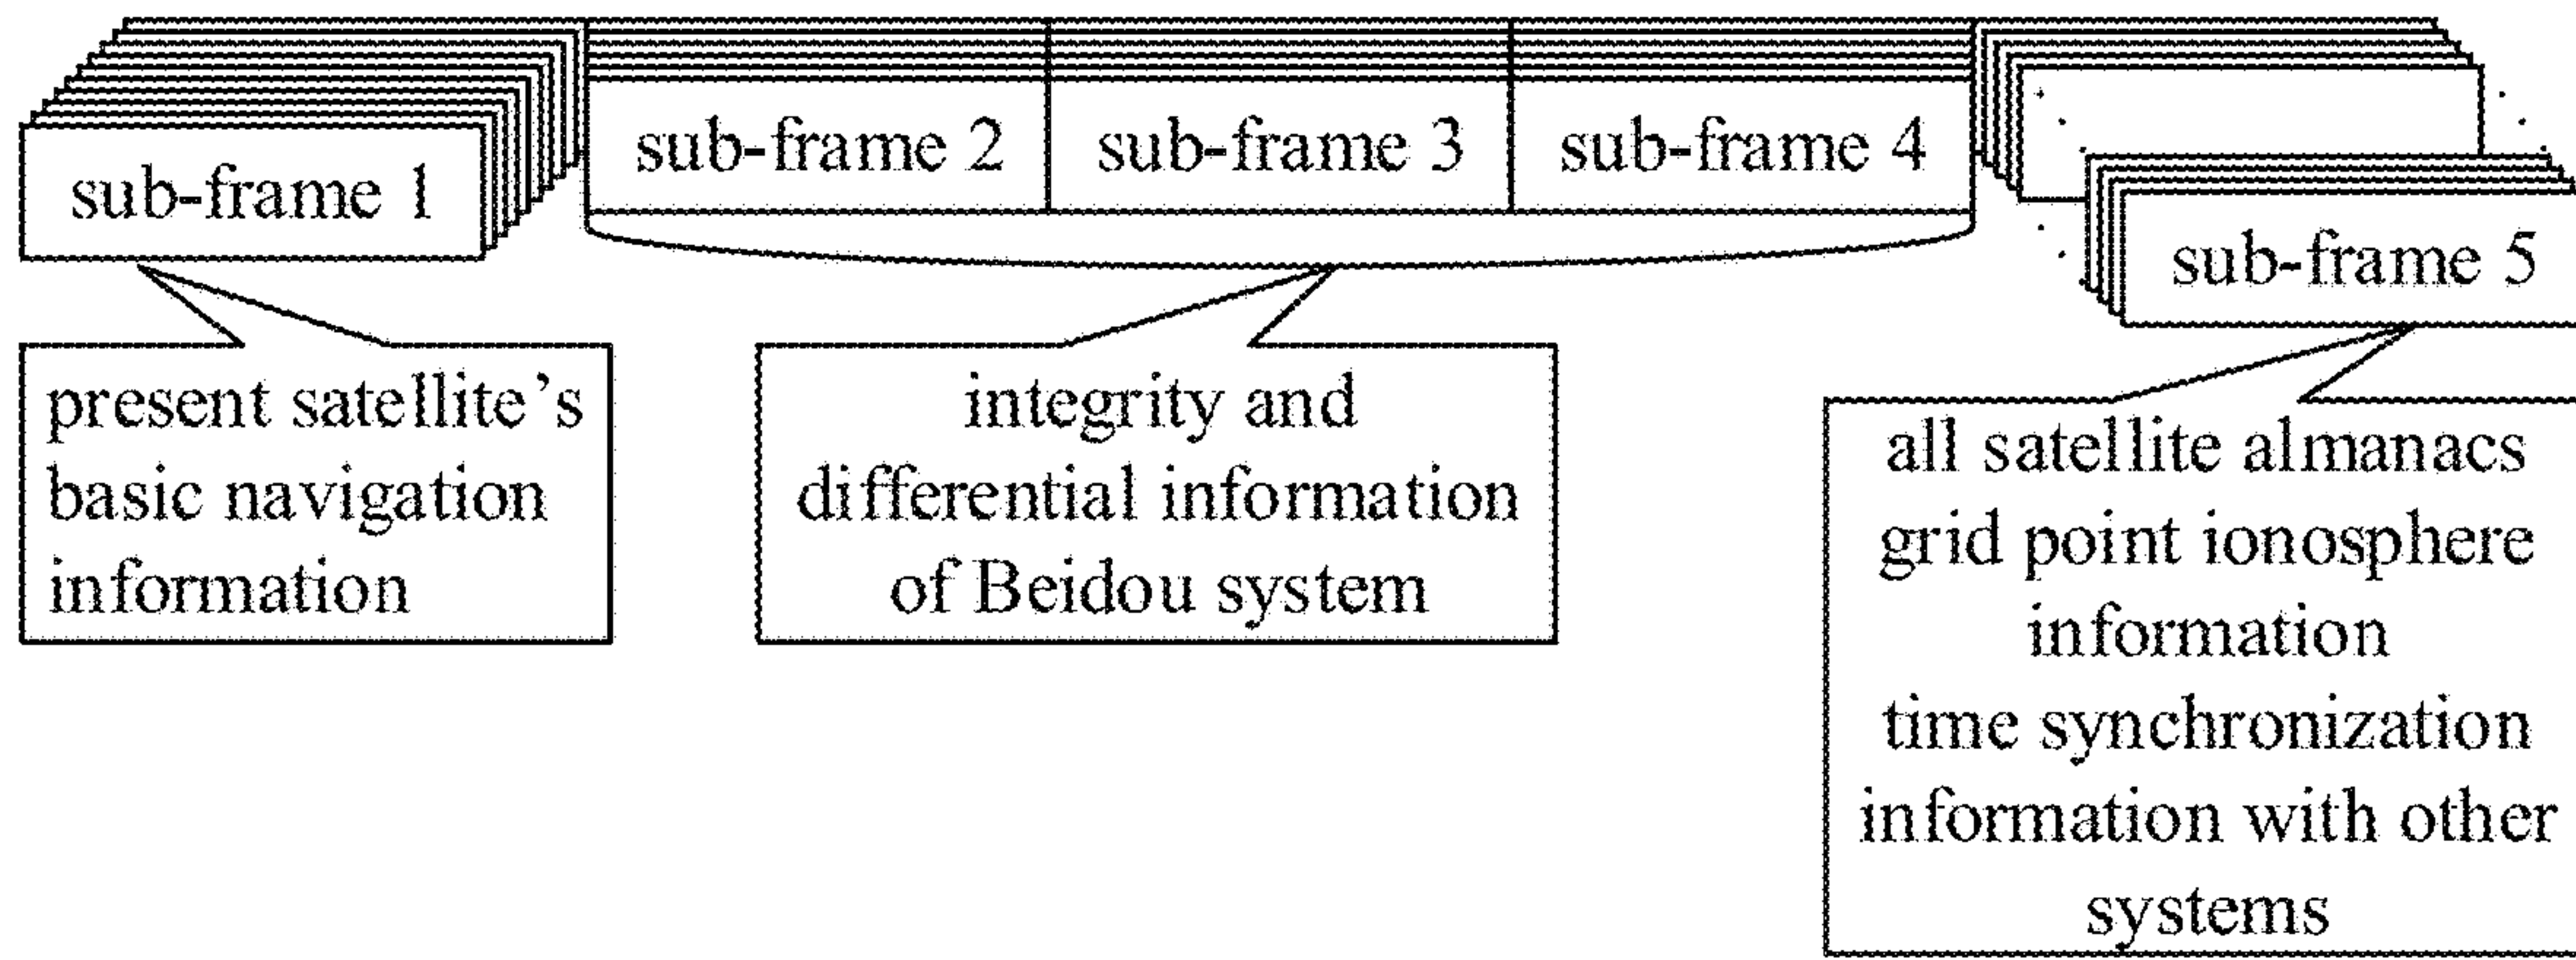 sub-frame 1
sub-frame 2
sub-frame 3
sub-frame 4
sub-frame 5
present satellite's
basic navigation
information
integrity and
differential information
of Beidou system
all satellite almanacs
grid point ionosphere
information
time synchronization
information with other
systems